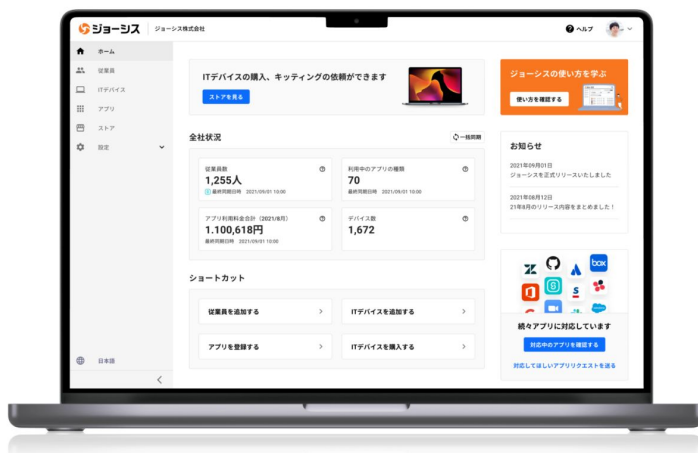 ジョーシス
ジョーシス株式会社
ヘルプ
ホーム
従業員
ITデバイス
アプリ
ストア
設定
日本語
ITデバイスの購入、キッティングの依頼ができます
ストアを見る
全社状況
一括同期
従業員数
1,255人
最終同期日時 2021/09/01 10:00
利用中のアプリの種類
70
最終同期日時 2021/09/01 10:00
アプリ利用料金合計（2021/8月）
1.100,618円
最終同期日時 2021/09/01 10:00
デバイス数
1,672
ショートカット
従業員を追加する
ITデバイスを追加する
アプリを登録する
ITデバイスを購入する
ジョーシスの使い方を学ぶ
使い方を確認する
お知らせ
2021年09月01日
ジョーシスを正式リリースいたしました
2021年08月12日
21年8月のリリース内容をまとめました！
box
続々アプリに対応しています
対応中のアプリを確認する
対応してほしいアプリリクエストを送る